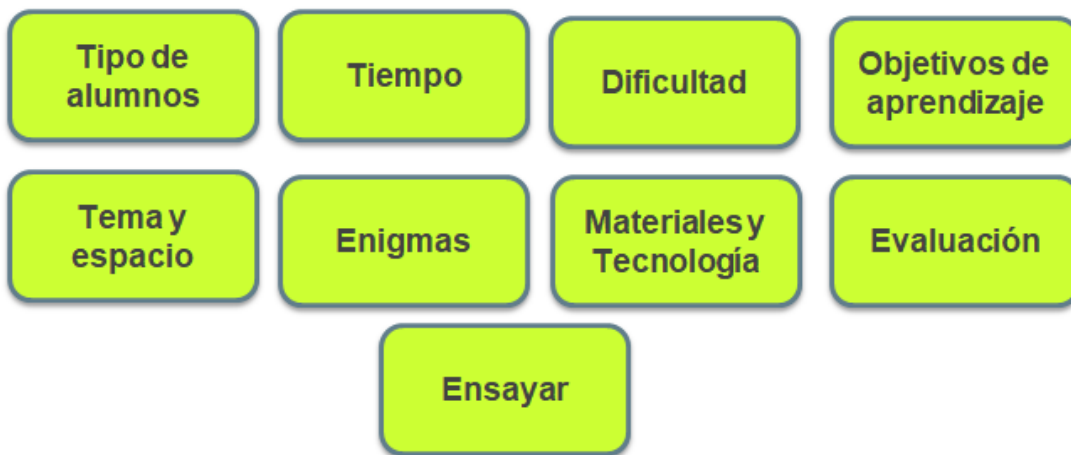 Tipo de
alumnos
Tiempo
Dificultad
Objetivos de
aprendizaje
Tema y
espacio
Enigmas
Materiales y
Tecnología
Evaluación
Ensayar